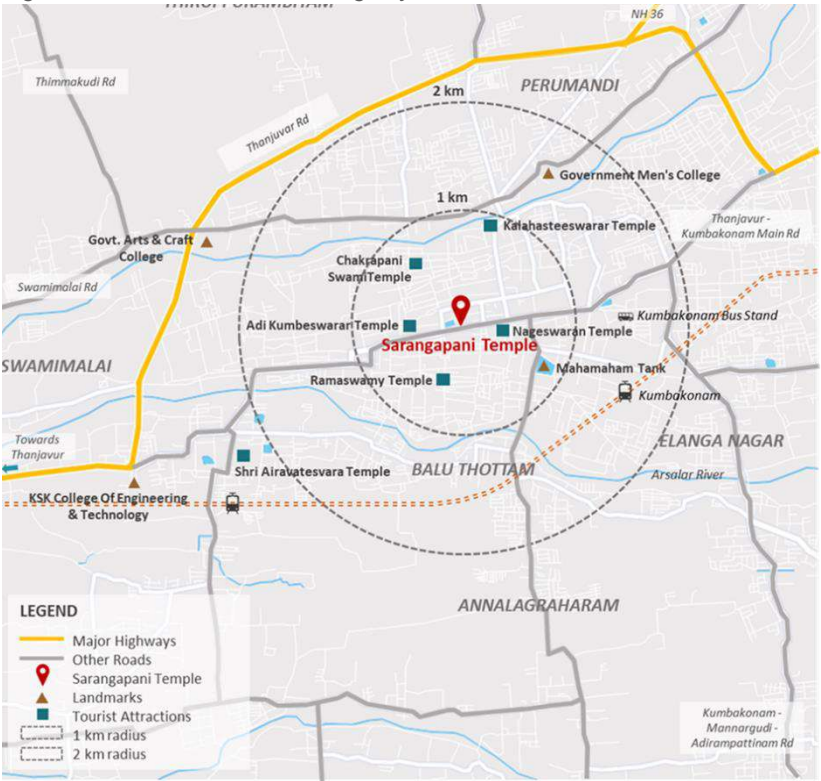 NH 36
Thimmakudi Rd
2 km
PERUMANDI
Thanjuvar Rd
Government Men's College
1 km
Kalahasteeswarar Temple
Thanjavur -
Kumbakonam Main Rd
Govt. Arts & Craft
College
Chakrapani
SwamiTemple
Swamimalai Rd
Adi Kumbeswarar Temple
Kumbakonam Bus Stand
Nageswaran Temple
Sarangapani Temple
SWAMIMALAI
Mahamaham Tank
Ramaswamy Temple
Kumbakonam
Towards
Thanjavur
ELANGA NAGAR
BALU THOTTAM
Shri Airavatesvara Temple
Arsalar River
KSK College Of Engineering
& Technology
ANNALAGRAHARAM
LEGEND
Major Highways
Other Roads
Sarangapani Temple
Landmarks
Tourist Attractions
1 km radius
2 km radius
Kumbakonam -
Mannargudi -
Adirampattinam Rd